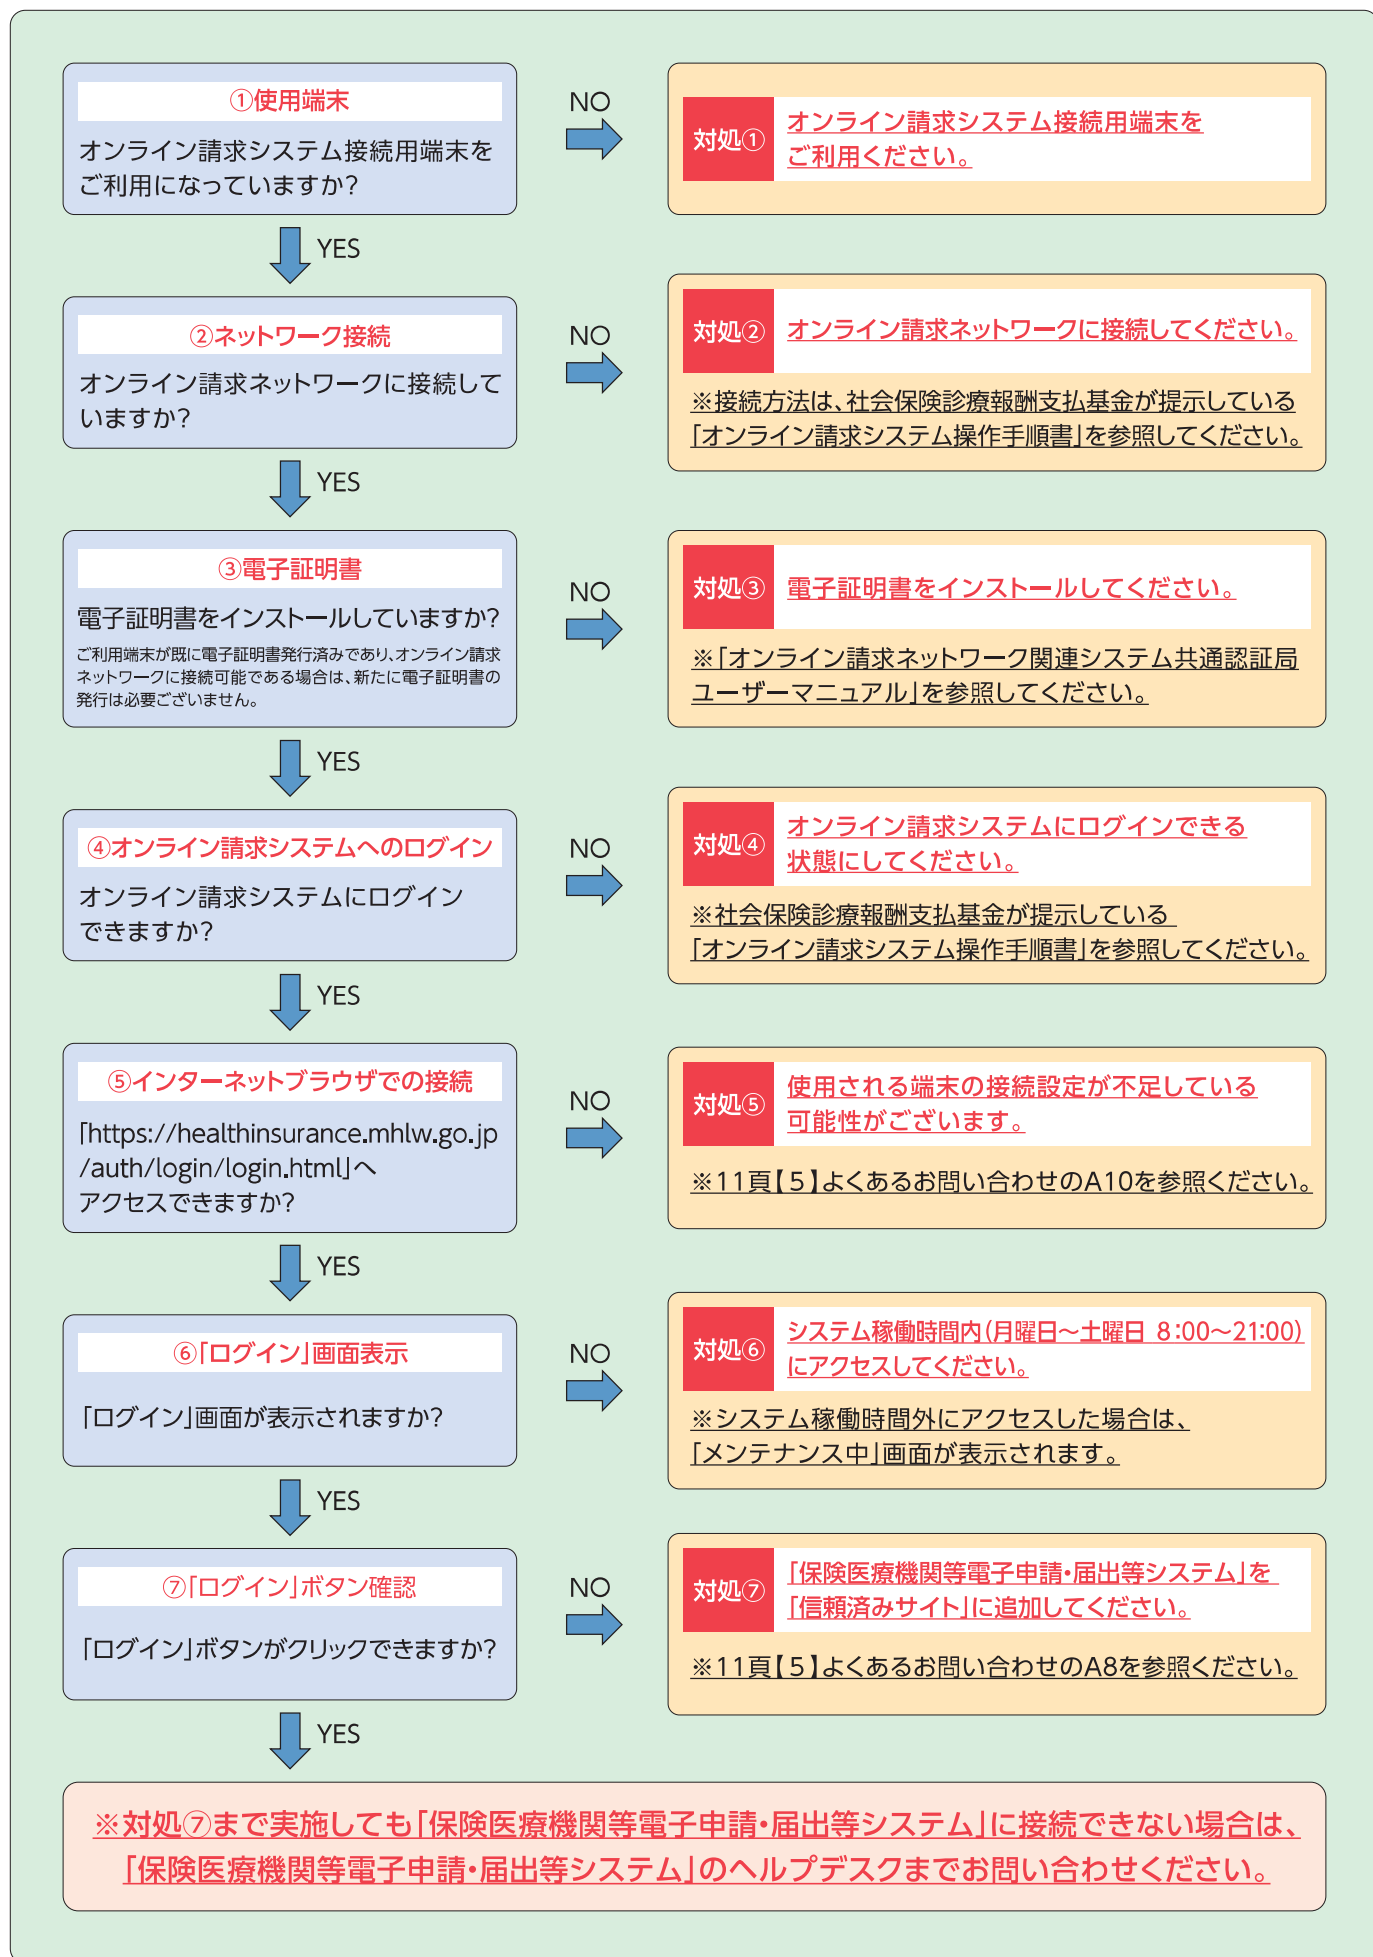 ①使用端末
オンライン請求システム接続用端末を
ご利用になっていますか？
NO
対処①
オンライン請求システム接続用端末を
ご利用ください。
YES
②ネットワーク接続
オンライン請求ネットワークに接続して
いますか？
NO
対処②
オンライン請求ネットワークに接続してください。
※接続方法は、社会保険診療報酬支払基金が提示している
「オンライン請求システム操作手順書」を参照してください。
YES
③電子証明書
電子証明書をインストールしていますか？
ご利用端末が既に電子証明書発行済みであり、オンライン請求
ネットワークに接続可能である場合は、新たに電子証明書の
発行は必要ございません。
NO
対処③
電子証明書をインストールしてください。
※「オンライン請求ネットワーク関連システム共通認証局
ユーザーマニュアル」を参照してください。
YES
④オンライン請求システムへのログイン
オンライン請求システムにログイン
できますか？
NO
対処④
オンライン請求システムにログインできる
状態にしてください。
※社会保険診療報酬支払基金が提示している
「オンライン請求システム操作手順書」を参照してください。
YES
⑤インターネットブラウザでの接続
「https://healthinsurance.mhlw.go.jp
/auth/login/login.html」へ
アクセスできますか？
NO
対処⑤
使用される端末の接続設定が不足している
可能性がございます。
※11頁【５】よくあるお問い合わせのA10を参照ください。
YES
⑥「ログイン」画面表示
「ログイン」画面が表示されますか？
NO
対処⑥
システム稼働時間内（月曜日～土曜日 8：00～21：00）
にアクセスしてください。
※システム稼働時間外にアクセスした場合は、
「メンテナンス中」画面が表示されます。
YES
⑦「ログイン」ボタン確認
「ログイン」ボタンがクリックできますか？
NO
対処⑦
「保険医療機関等電子申請・届出等システム」を
「信頼済みサイト」に追加してください。
※11頁【５】よくあるお問い合わせのA8を参照ください。
YES
※対処⑦まで実施しても「保険医療機関等電子申請・届出等システム」に接続できない場合は、
「保険医療機関等電子申請・届出等システム」のヘルプデスクまでお問い合わせください。